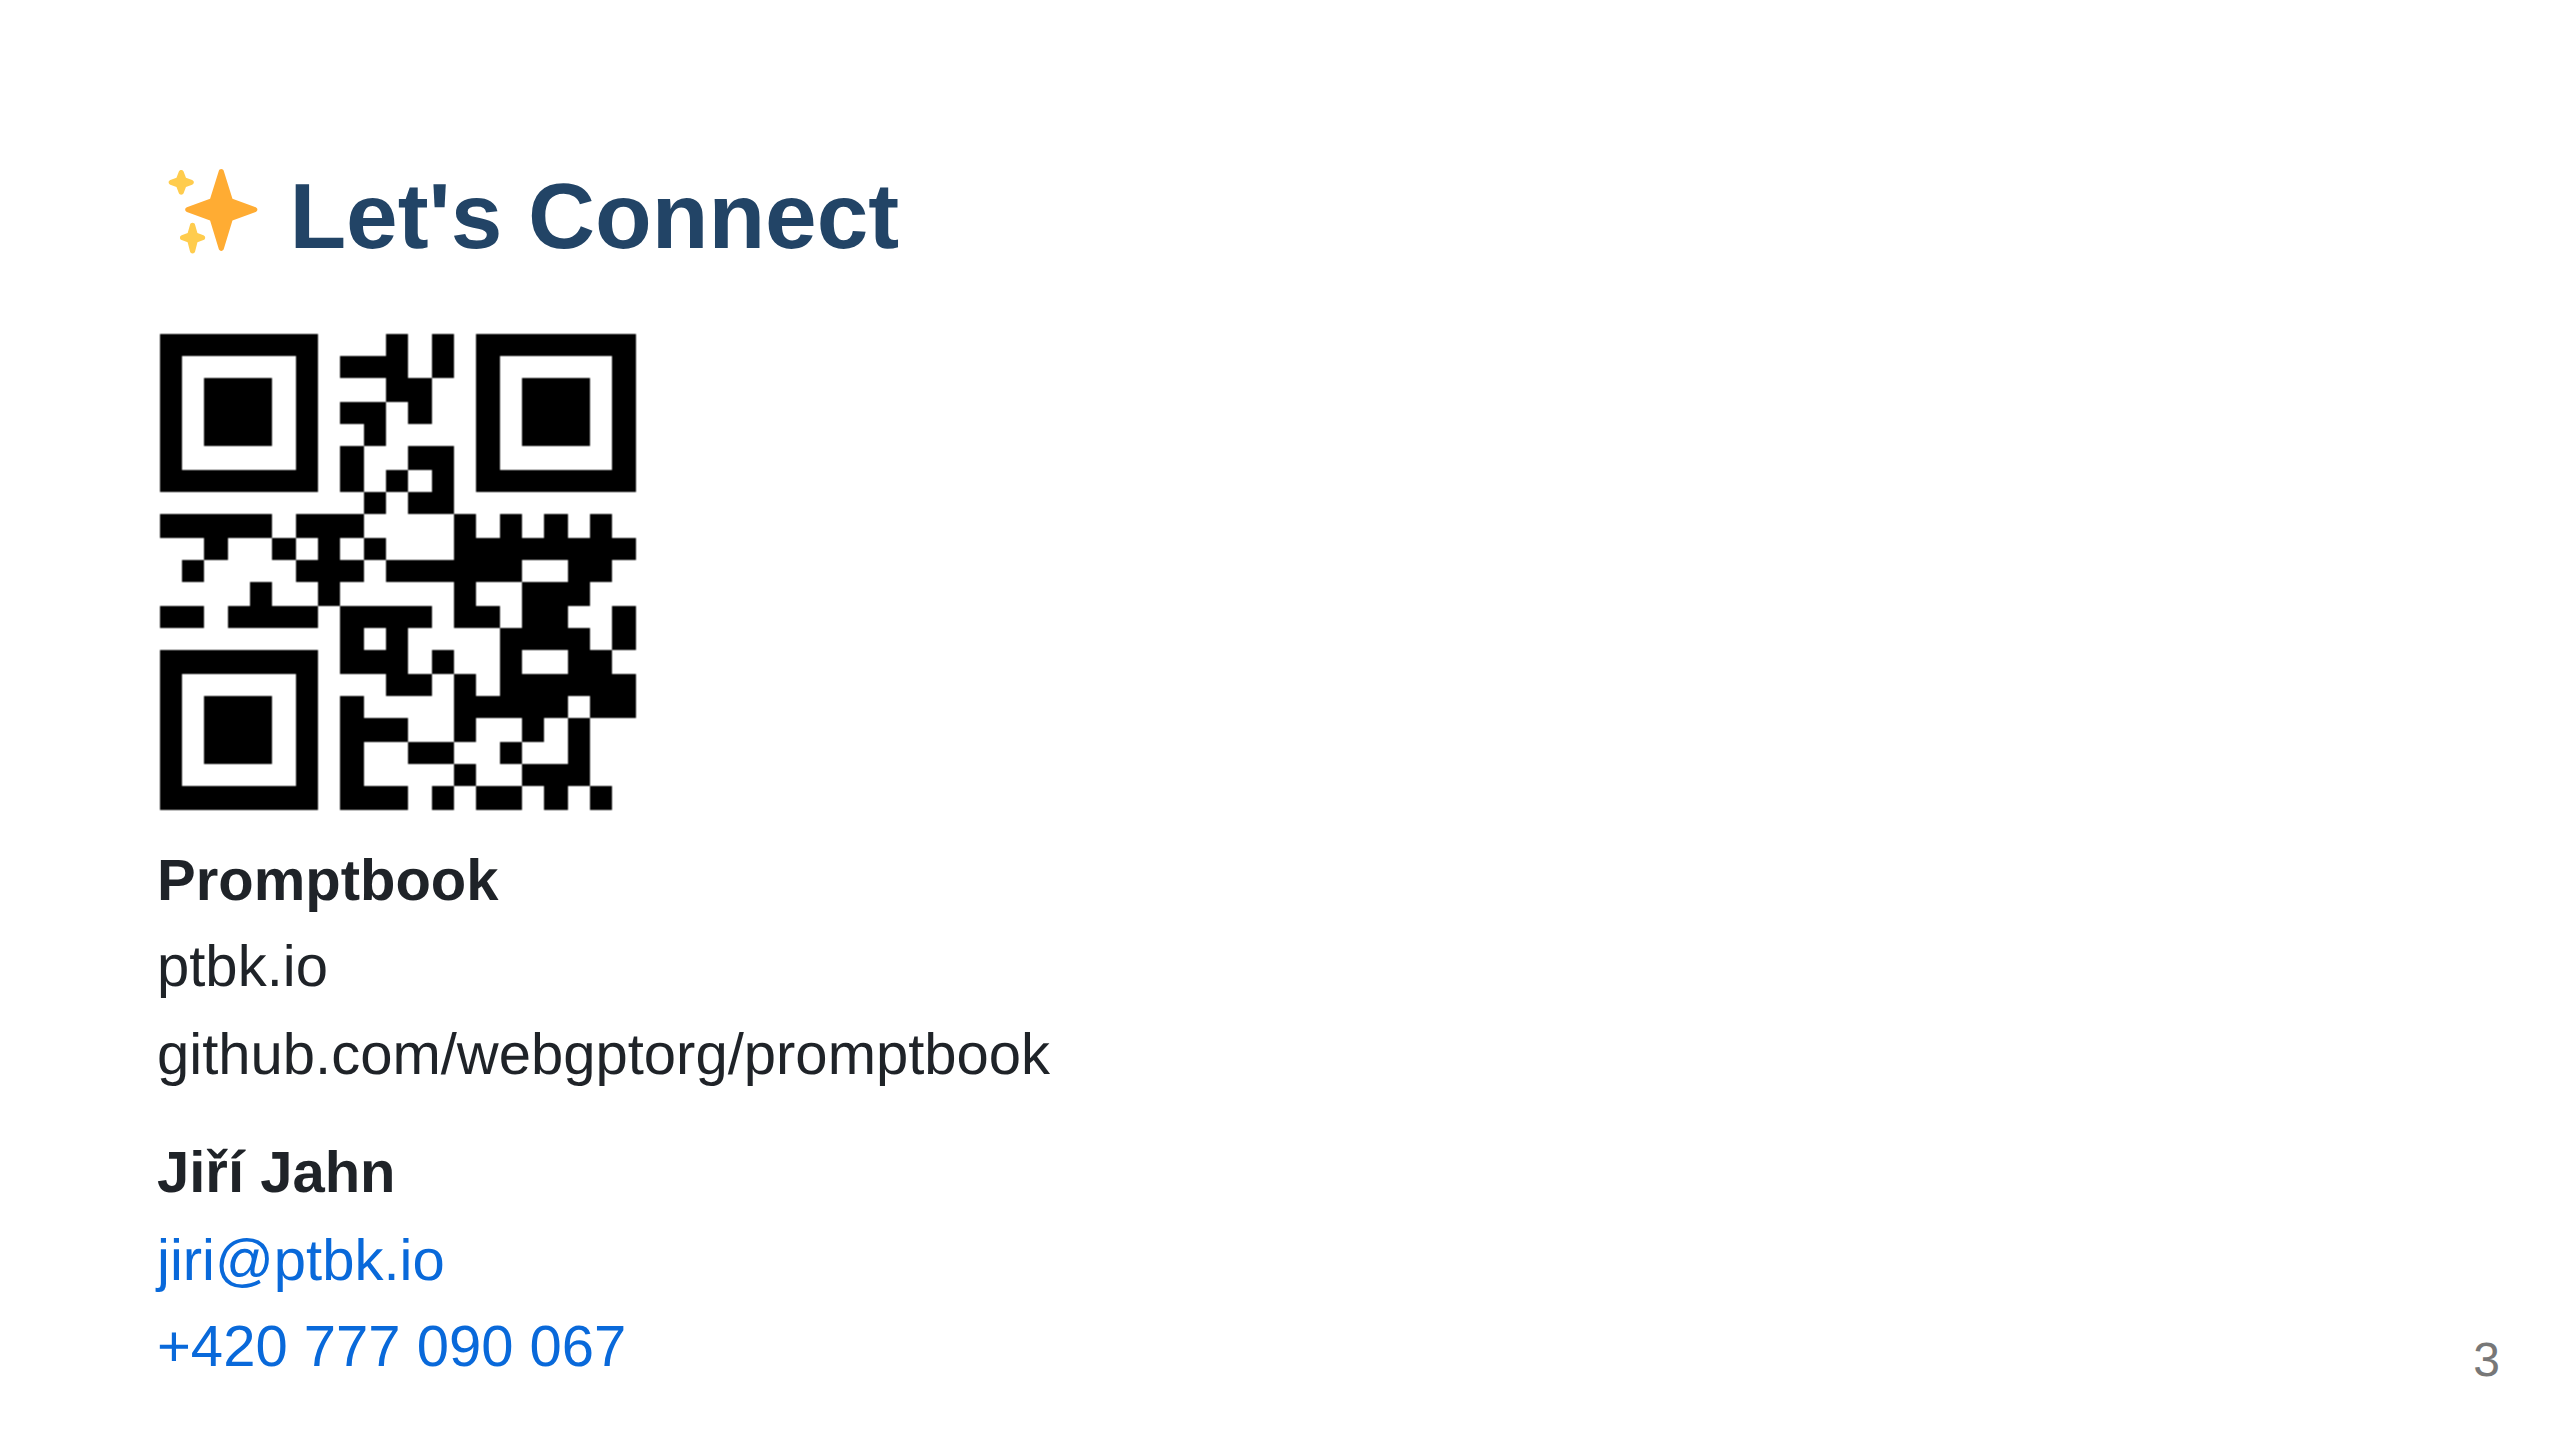 ✨ Let's Connect
Promptbook
ptbk.io
github.com/webgptorg/promptbook
Jiří Jahn
jiri@ptbk.io
+420 777 090 067
3